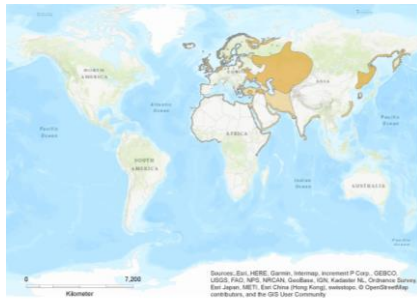 NORTH
AMERICA
ASIA
Atlantic
Ocean
Pacific
Ocean
Pacific
Ocean
AFRICA
SOUTH
AMERICA
Indian
Ocean
AUSTRALIA
0 7,200
Kilometer
Sources: Esri, HERE, Garmin, Intermap, increment P Corp., GEBCO,
USGS, FAO, NPS, NRCAN, GeoBase, IGN, Kadaster NL, Ordnance Survey,
Esri Japan, METI, Esri China (Hong Kong), swisstopo, © OpenStreetMap
contributors, and the GIS User Community